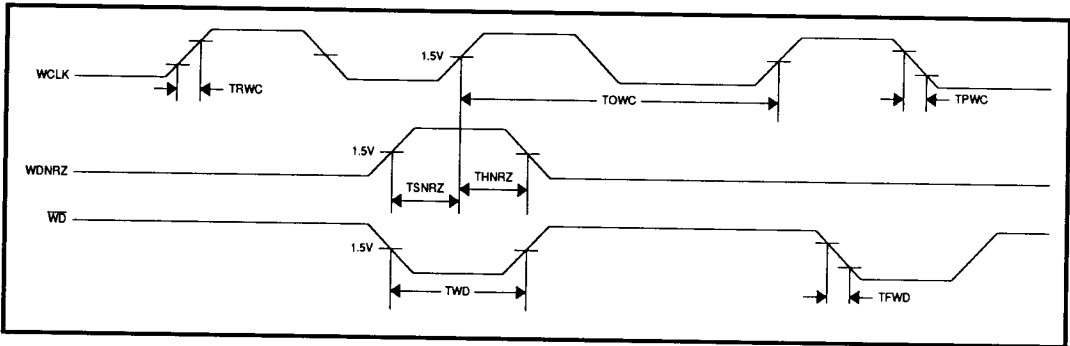 WCLK
1.5V
TRWC
TOWC
TPWC
WDNRZ
1.5V
TSNRZ
THNRZ
WD
1.5V
TWD
TFWD